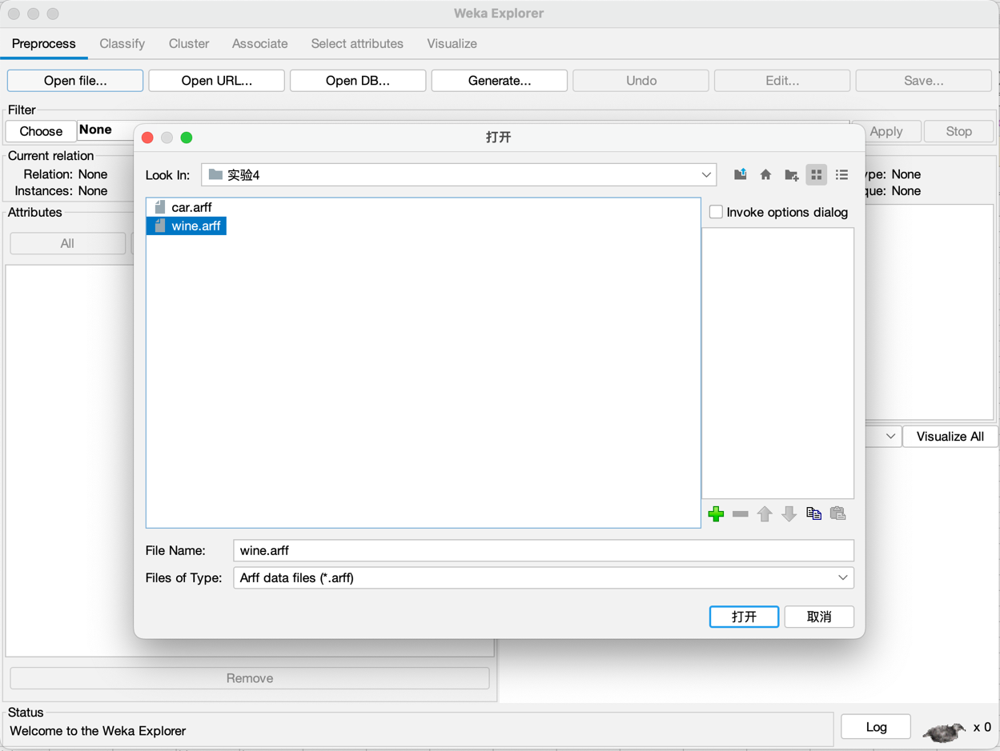 Weka Explorer
Preprocess Classify Cluster Associate Select attributes Visualize
Open file... Open URL... Open DB... Generate... Undo Edit... Save...
Filter
Choose None Apply Stop
打开
Current relation
Relation: None
Instances: None
Look In: 实验4
None
None
Attributes
All
car.arff
wine.arff
Invoke options dialog
Visualize All
File Name: wine.arff
Files of Type: Arff data files (*.arff)
打开 取消
Remove
Status
Welcome to the Weka Explorer
Log x 0